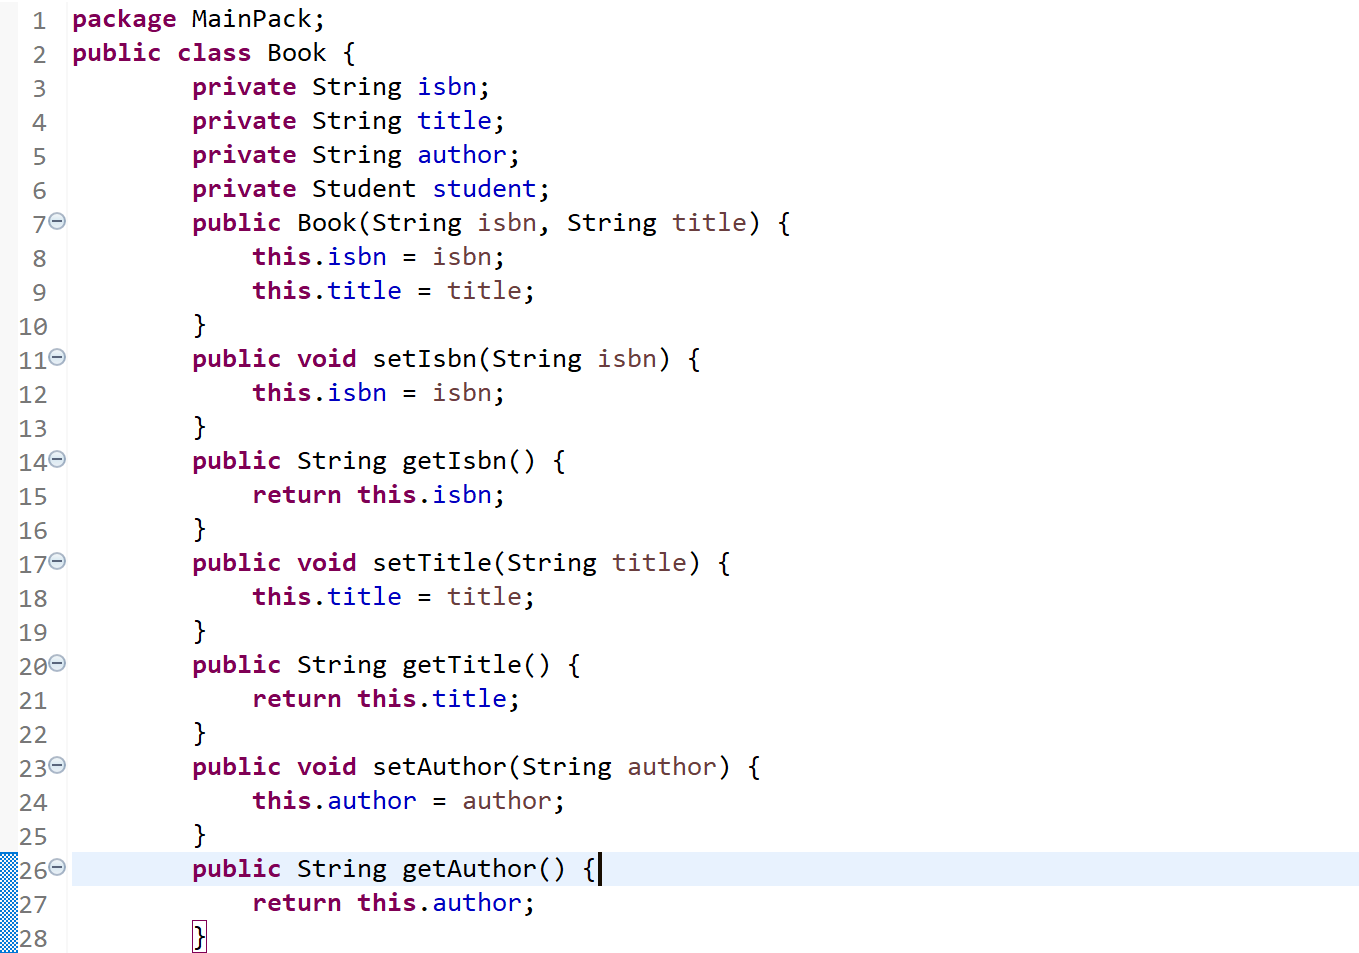 1 package MainPack;
2 public class Book {
3 private String isbn;
4 private String title;
5 private String author;
6 private Student student;
7 public Book(String isbn, String title) {
8 this.isbn = isbn;
9 this.title = title;
10 }
11 public void setIsbn(String isbn) {
12 this.isbn = isbn;
13 }
14 public String getIsbn() {
15 return this.isbn;
16 }
17 public void setTitle(String title) {
18 this.title = title;
19 }
20 public String getTitle() {
21 return this.title;
22 }
23 public void setAuthor(String author) {
24 this.author = author;
25 }
26 public String getAuthor() {
27 return this.author;
28 }